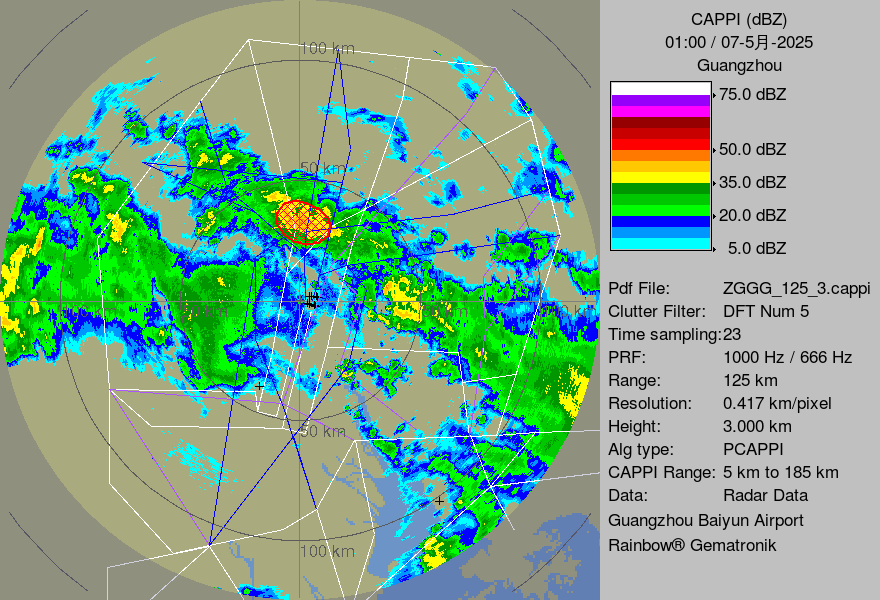 CAPPI (dBZ)
01:00 / 07-5月-2025
Guangzhou
75.0 dBZ
50.0 dBZ
35.0 dBZ
20.0 dBZ
5.0 dBZ
Pdf File: ZGGG_125_3.cappi
Clutter Filter: DFT Num 5
Time sampling:23
PRF: 1000 Hz / 666 Hz
Range: 125 km
Resolution: 0.417 km/pixel
Height: 3.000 km
Alg type: PCAPPI
CAPPI Range: 5 km to 185 km
Data: Radar Data
Guangzhou Baiyun Airport
Rainbow® Gematronik
100 km
50 km
50 km
100 km